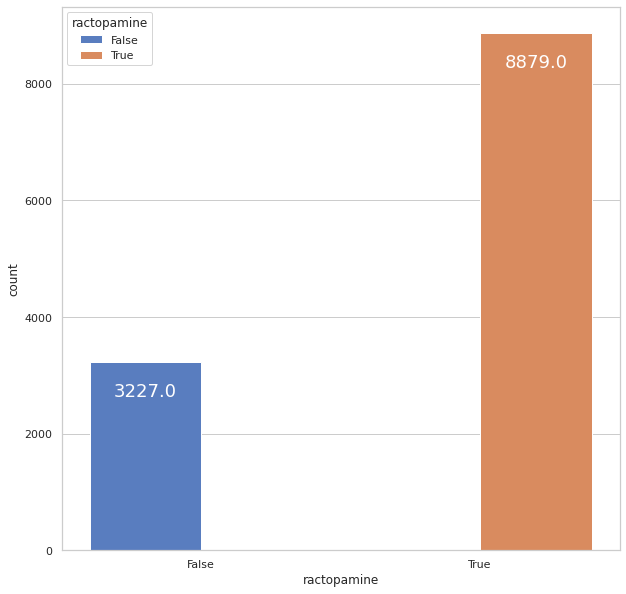 ractopamine
False
True
8879.0
3227.0
8000
6000
4000
2000
0
count
False True
ractopamine